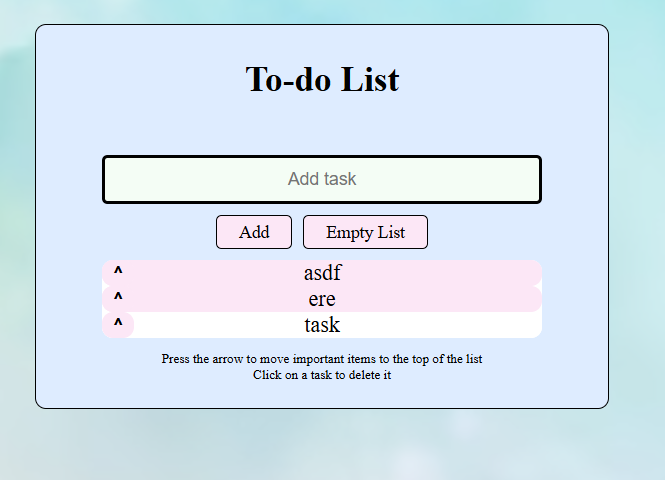 To-do List
Add task
Add Empty List
^ asdf
^ ere
^ task
Press the arrow to move important items to the top of the list
Click on a task to delete it